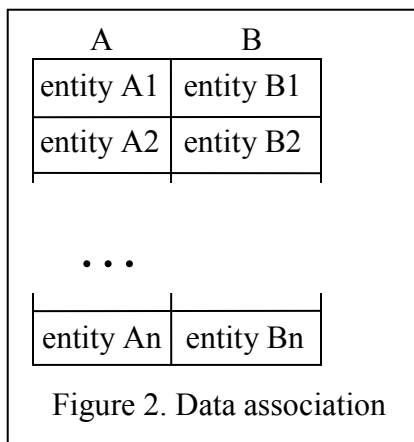 A B
entity A1 entity B1
entity A2 entity B2
...
entity An entity Bn
Figure 2. Data association